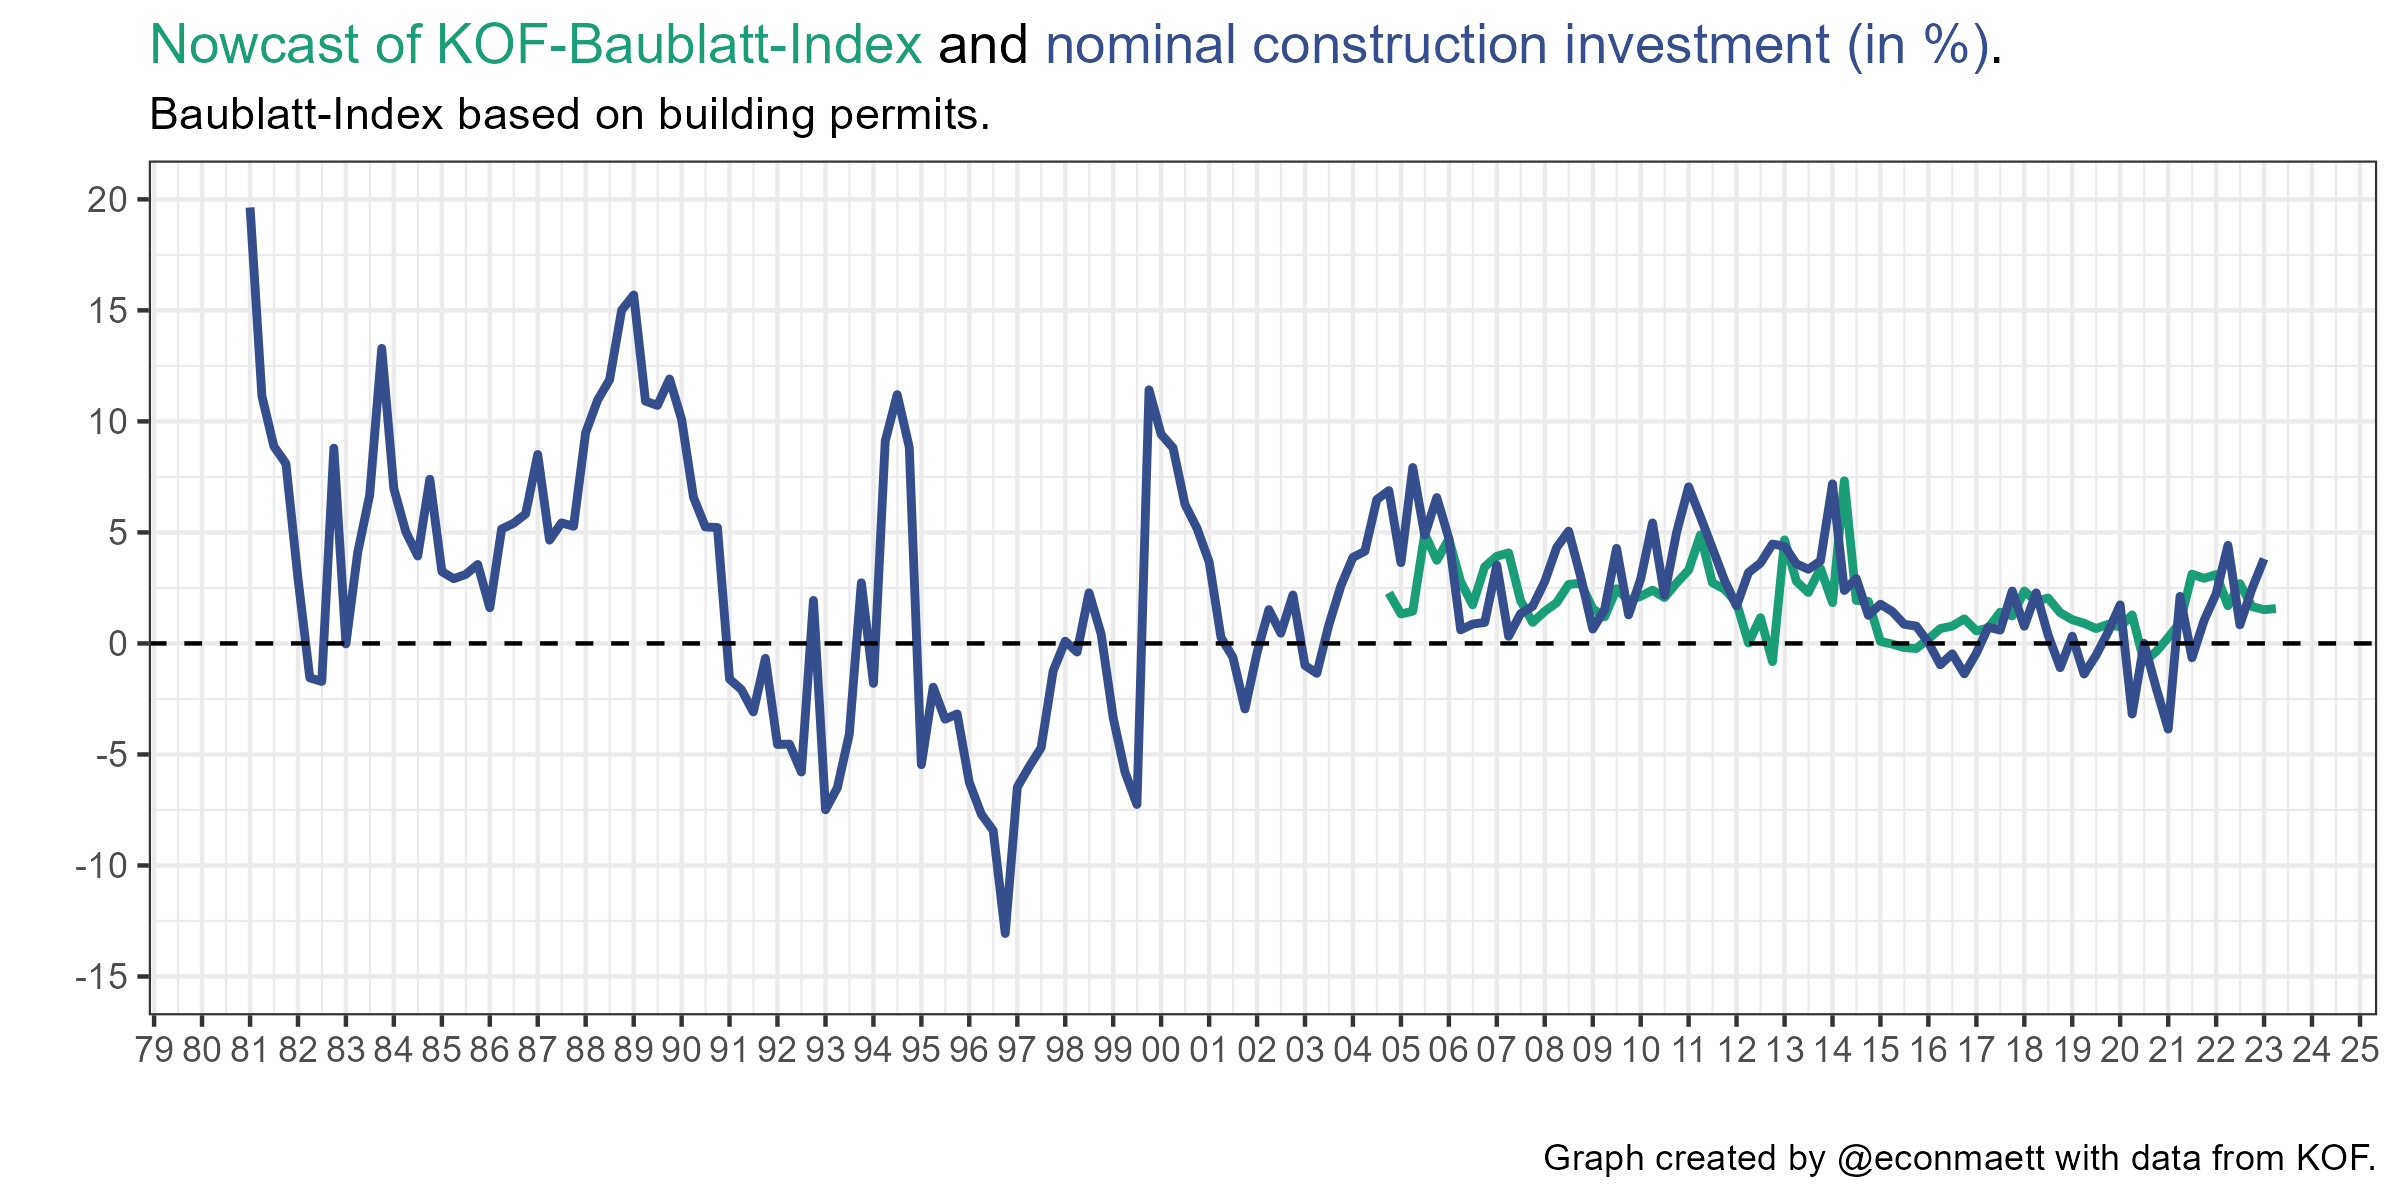 Nowcast of KOF-Baublatt-Index and nominal construction investment (in %).
Baublatt-Index based on building permits.
20
15
10
5
0
-5
-10
-15
79 80 81 82 83 84 85 86 87 88 89 90 91 92 93 94 95 96 97 98 99 00 01 02 03 04 05 06 07 08 09 10 11 12 13 14 15 16 17 18 19 20 21 22 23 24 25
Graph created by @econmaett with data from KOF.